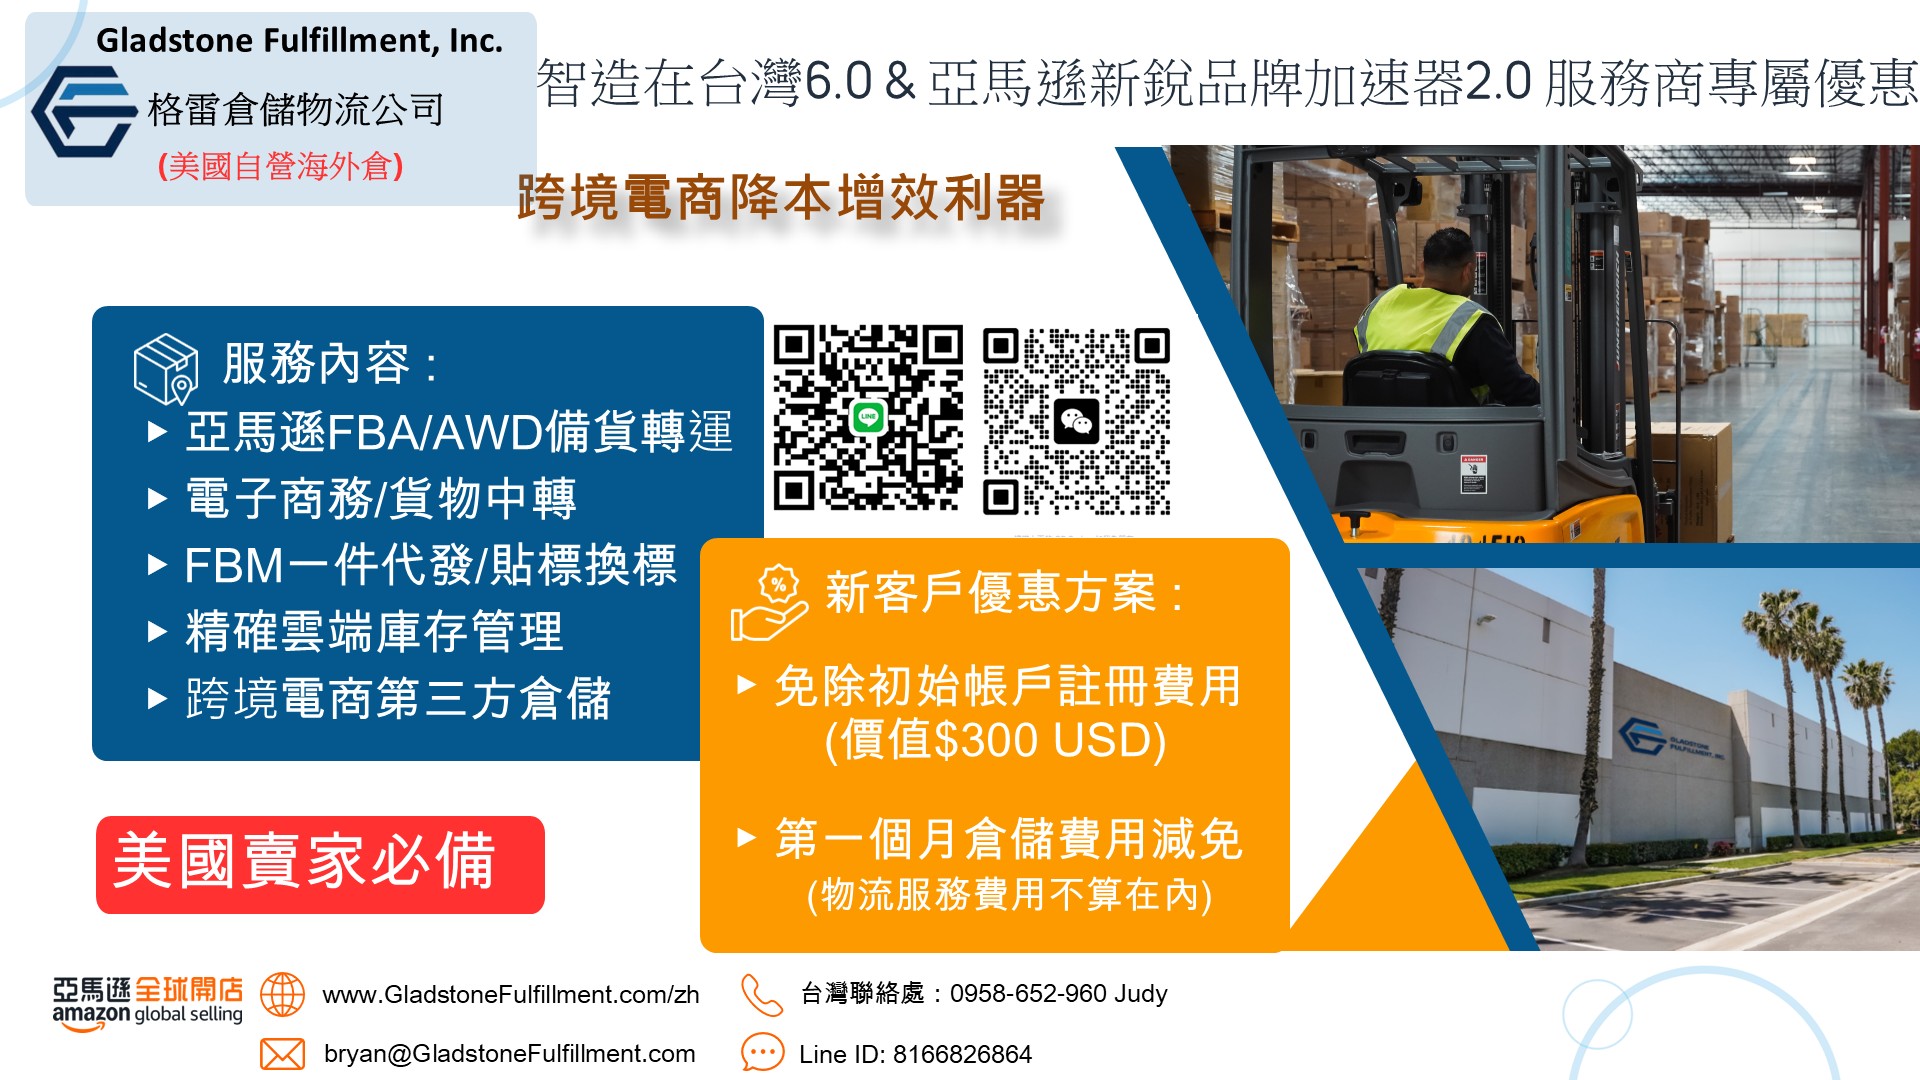 Gladstone Fulfillment, Inc.
格雷倉儲物流公司
(美國自營海外倉)
智造在台灣6.0 & 亞馬遜新銳品牌加速器2.0 服務商專屬優惠
跨境電商降本增效利器
服務內容 :
亞馬遜FBA/AWD備貨轉運
電子商務/貨物中轉
FBM一件代發/貼標換標
精確雲端庫存管理
跨境電商第三方倉儲
LINE
新客戶優惠方案 :
%
免除初始帳戶註冊費用
(價值$300 USD)
第一個月倉儲費用減免
(物流服務費用不算在內)
美國賣家必備
DANGER
JUNGHEINRICH
GLADSTONE
FULFILLMENT, INC.
亞馬遜全球開店
amazon global selling
www.GladstoneFulfillment.com/zh
台灣聯絡處：0958-652-960 Judy
bryan@GladstoneFulfillment.com
Line ID: 8166826864